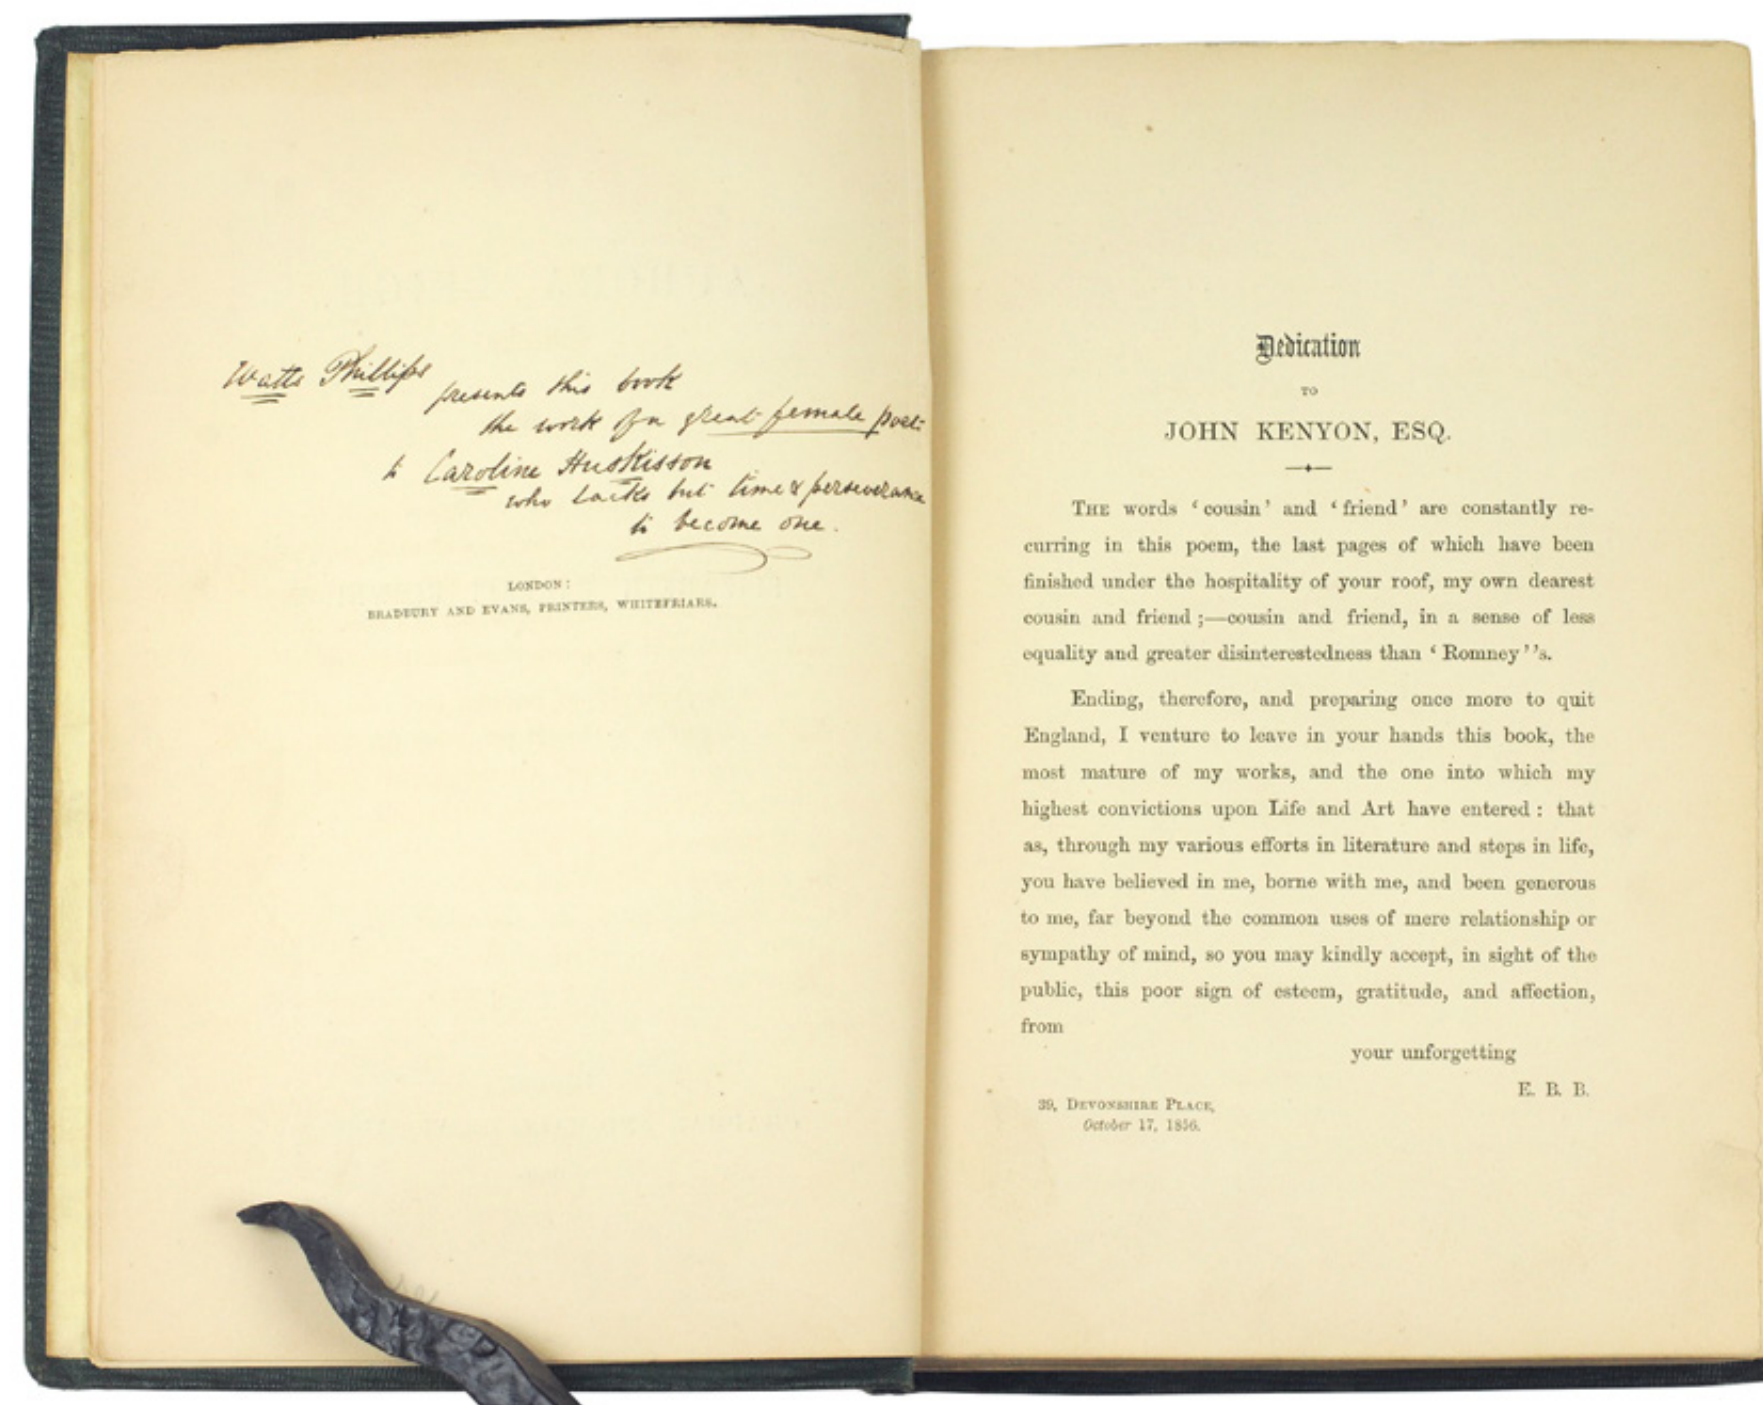 Watts Phillips
presents this book
the work of a great female poet
to Caroline Huskisson
who lacks but time & perseverance
to become one.
LONDON:
BRADBURY AND EVANS, PRINTERS, WHITEFRIARS.
Dedication
TO
JOHN KENYON, ESQ.
THE words ‘cousin’ and ‘friend’ are constantly re-
curring in this poem, the last pages of which have been
finished under the hospitality of your roof, my own dearest
cousin and friend;—cousin and friend, in a sense of less
equality and greater disinterestedness than ‘Romney’’s.
Ending, therefore, and preparing once more to quit
England, I venture to leave in your hands this book, the
most mature of my works, and the one into which my
highest convictions upon Life and Art have entered: that
as, through my various efforts in literature and steps in life,
you have believed in me, borne with me, and been generous
to me, far beyond the common uses of mere relationship or
sympathy of mind, so you may kindly accept, in sight of the
public, this poor sign of esteem, gratitude, and affection,
from
your unforgetting
E. B. B.
39, DEVONSHIRE PLACE,
October 17, 1856.